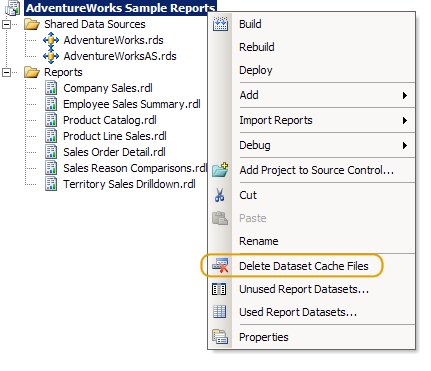 AdventureWorks Sample Reports
Shared Data Sources
AdventureWorks.rds
AdventureWorksAS.rds
Reports
Company Sales.rdl
Employee Sales Summary.rdl
Product Catalog.rdl
Product Line Sales.rdl
Sales Order Detail.rdl
Sales Reason Comparisons.rdl
Territory Sales Drilldown.rdl
Build
Rebuild
Deploy
Add
Import Reports
Debug
Add Project to Source Control...
Cut
Paste
Rename
Delete Dataset Cache Files
Unused Report Datasets...
Used Report Datasets...
Properties